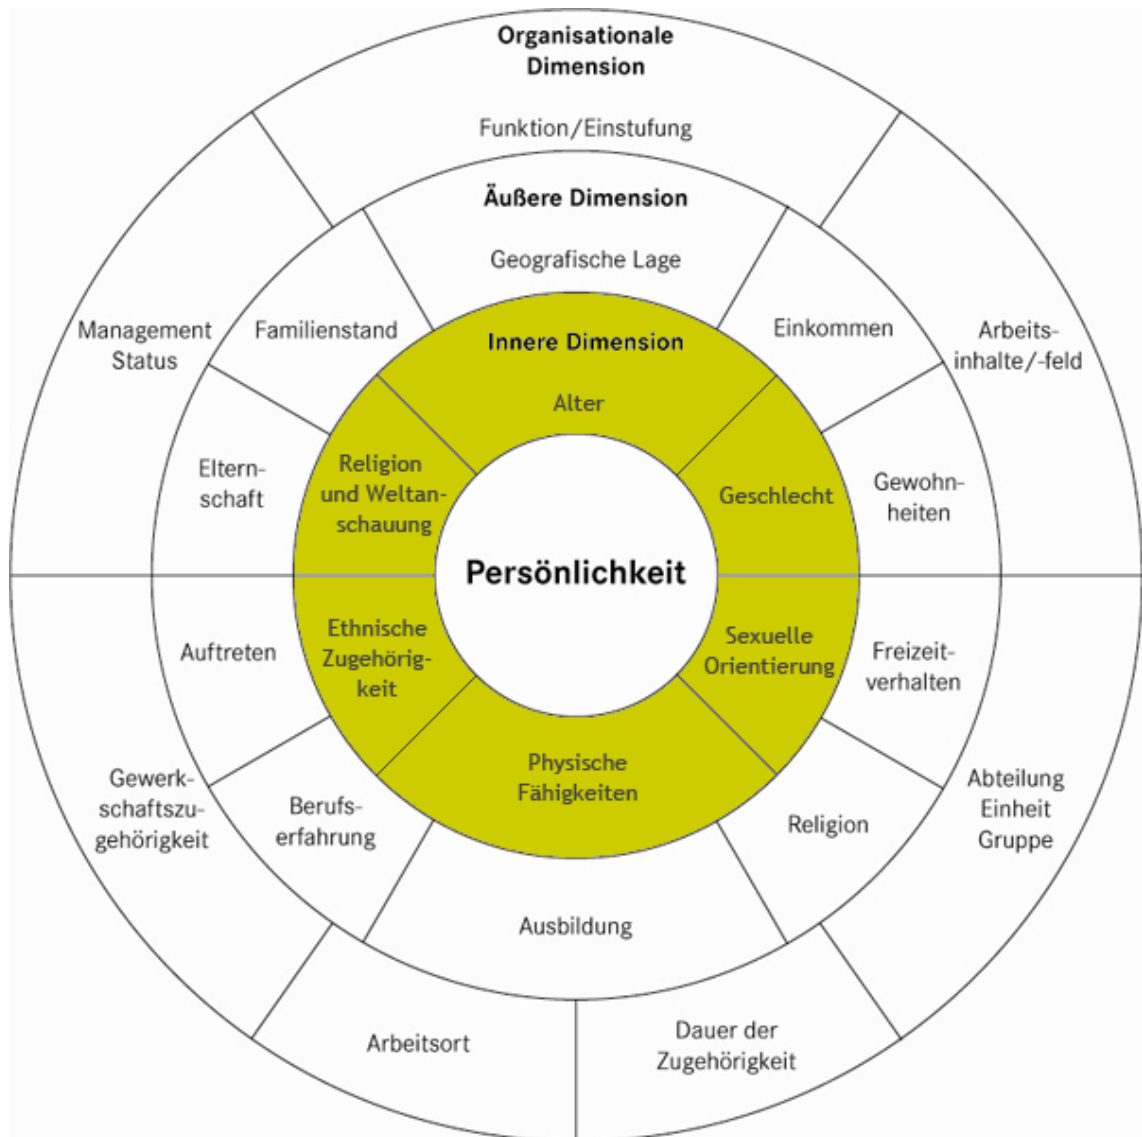 Organisationale
Dimension
Funktion/Einstufung
Äußere Dimension
Geografische Lage
Innere Dimension
Alter
Persönlichkeit
Management
Status
Familienstand
Einkommen
Arbeits-
inhalte/-feld
Eltern-
schaft
Religion
und Weltan-
schauung
Geschlecht
Gewohn-
heiten
Auftreten
Ethnische
Zugehörig-
keit
Sexuelle
Orientierung
Freizeit-
verhalten
Gewerk-
schaftszu-
gehörigkeit
Berufs-
erfahrung
Physische
Fähigkeiten
Religion
Abteilung
Einheit
Gruppe
Ausbildung
Arbeitsort
Dauer der
Zugehörigkeit